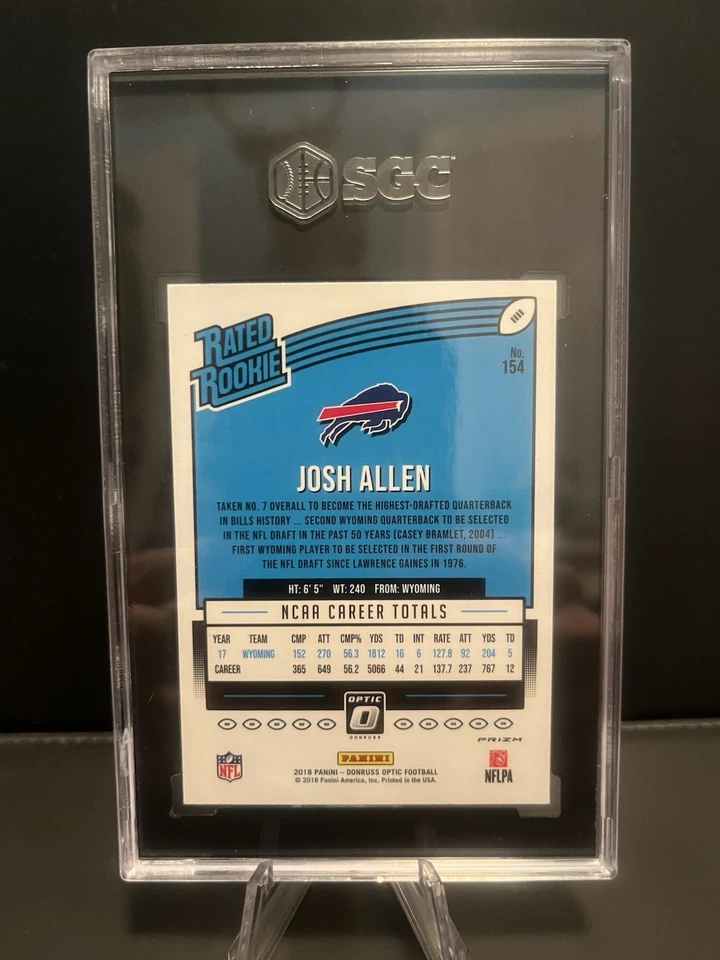 SGC
RATED
ROOKIE
No.
154
JOSH ALLEN
TAKEN NO. 7 OVERALL TO BECOME THE HIGHEST-DRAFTED QUARTERBACK
IN BILLS HISTORY ... SECOND WYOMING QUARTERBACK TO BE SELECTED
IN THE NFL DRAFT IN THE PAST 50 YEARS (CASEY BRAMLET, 2004) ...
FIRST WYOMING PLAYER TO BE SELECTED IN THE FIRST ROUND OF
THE NFL DRAFT SINCE LAWRENCE GAINES IN 1976.
HT: 6' 5" WT: 240 FROM: WYOMING
NCAA CAREER TOTALS
YEAR TEAM CMP ATT CMP% YDS TD INT RATE ATT YDS TD
17 WYOMING 152 270 56.3 1812 16 6 127.8 92 204 5
CAREER 365 649 56.2 5066 44 21 137.7 237 767 12
OPTIC
DONRUSS
PRIZM
NFL
PANINI
NFLPA
2018 PANINI – DONRUSS OPTIC FOOTBALL
© 2018 Panini America, Inc. Printed in the USA.